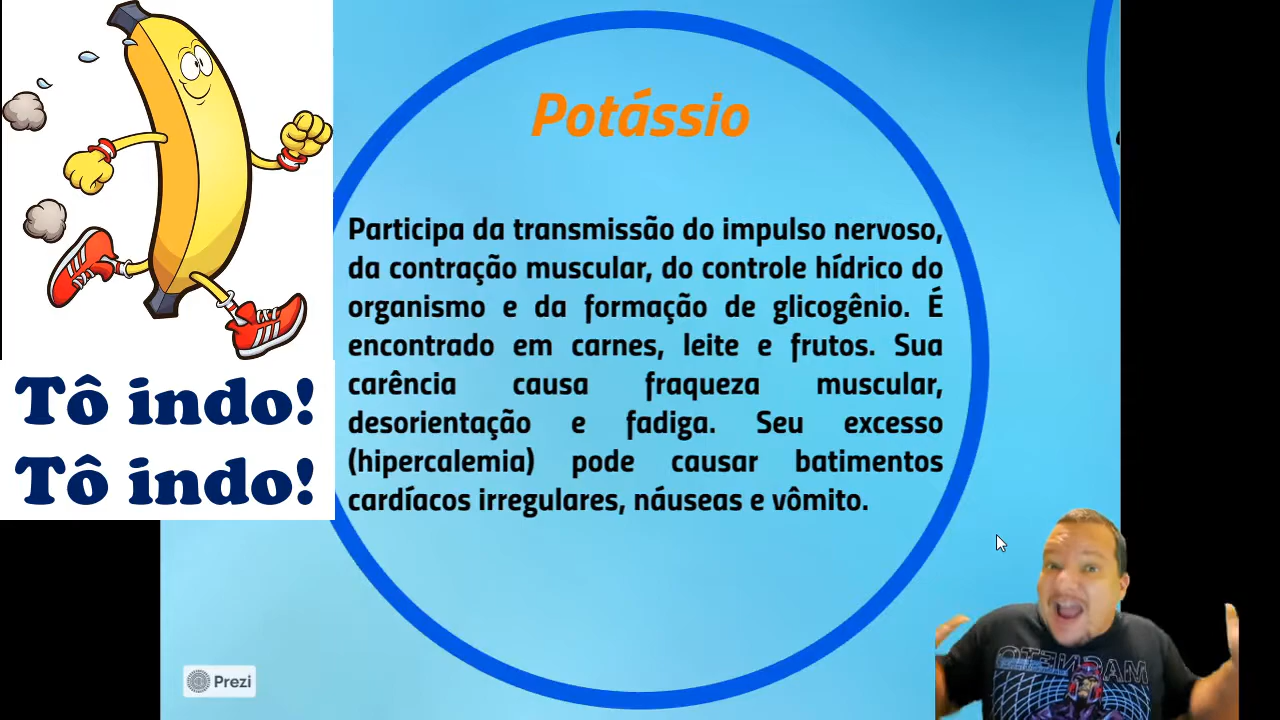 Potássio
Participa da transmissão do impulso nervoso,
da contração muscular, do controle hídrico do
organismo e da formação de glicogênio. É
encontrado em carnes, leite e frutos. Sua
carência causa fraqueza muscular,
desorientação e fadiga. Seu excesso
(hipercalemia) pode causar batimentos
cardíacos irregulares, náuseas e vômito.
Tô indo!
Tô indo!
Prezi
MAGNETO